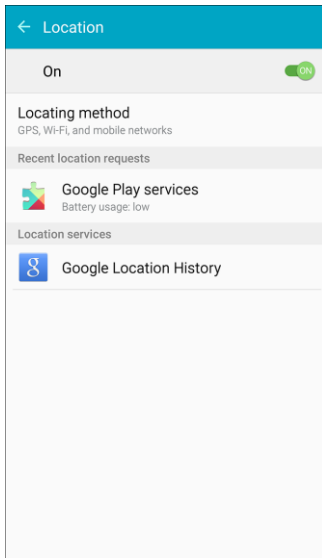 Location
On
ON
Locating method
GPS, Wi-Fi, and mobile networks
Recent location requests
Google Play services
Battery usage: low
Location services
g
Google Location History